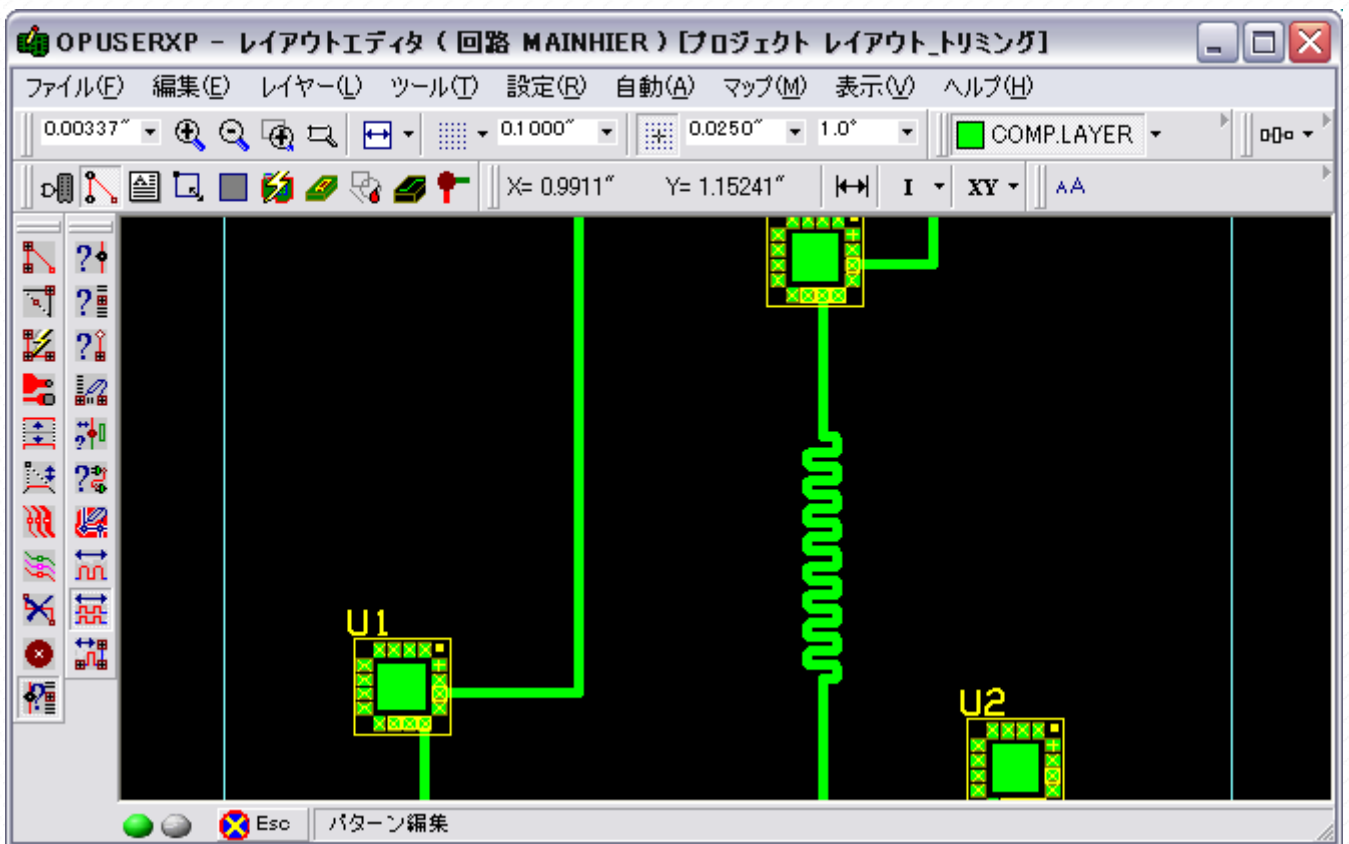 OPUSERXP - レイアウトエディタ ( 回路 MAINHIER ) [プロジェクト レイアウト_トリミング]
ファイル(F) 編集(E) レイヤー(L) ツール(T) 設定(R) 自動(A) マップ(M) 表示(V) ヘルプ(H)
0.00337" 0.1000" 0.0250" 1.0° COMP.LAYER
X= 0.9911" Y= 1.15241" I XY AA
U1
U2
Esc パターン編集